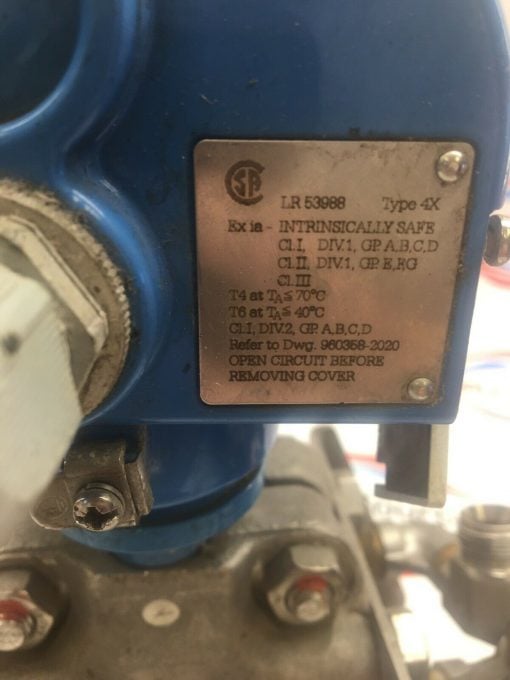 SA
LR 53988 Type 4X
Ex ia - INTRINSICALLY SAFE
Cl.I, DIV.1, GP. A,B,C,D
Cl.II, DIV.1, GP. E,F,G
Cl.III
T4 at TA≤ 70°C
T6 at TA≤ 40°C
Cl.I, DIV.2, GP. A,B,C,D
Refer to Dwg. 960358-2020
OPEN CIRCUIT BEFORE
REMOVING COVER